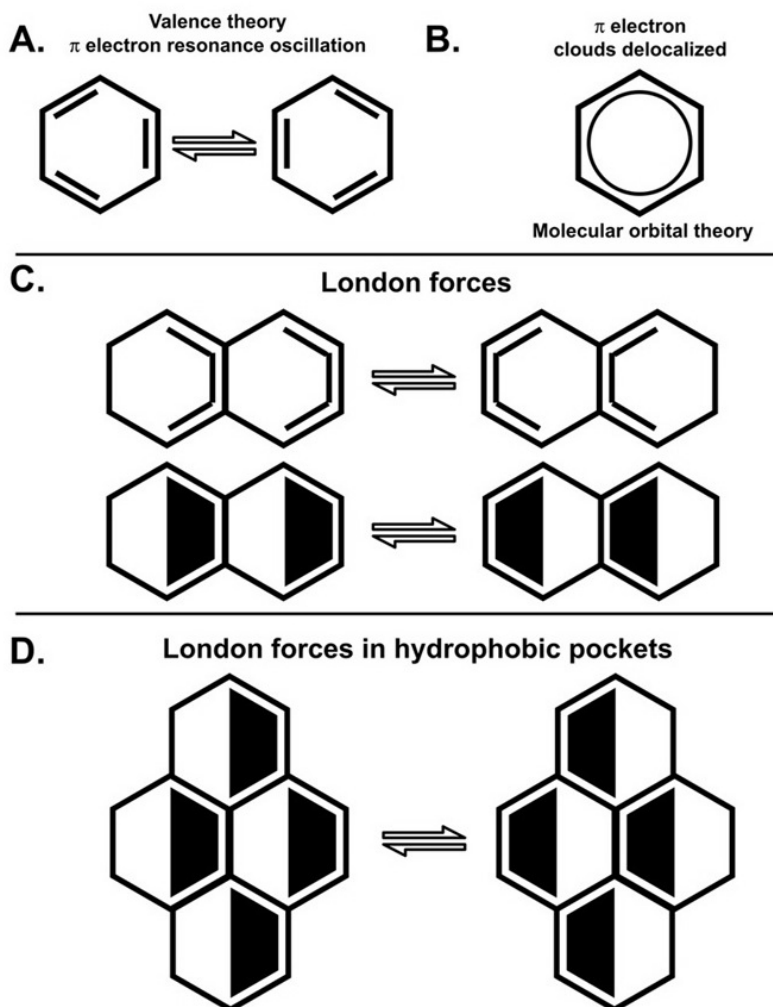 A.
Valence theory
π electron resonance oscillation
B.
π electron
clouds delocalized
Molecular orbital theory
C.
London forces
D.
London forces in hydrophobic pockets